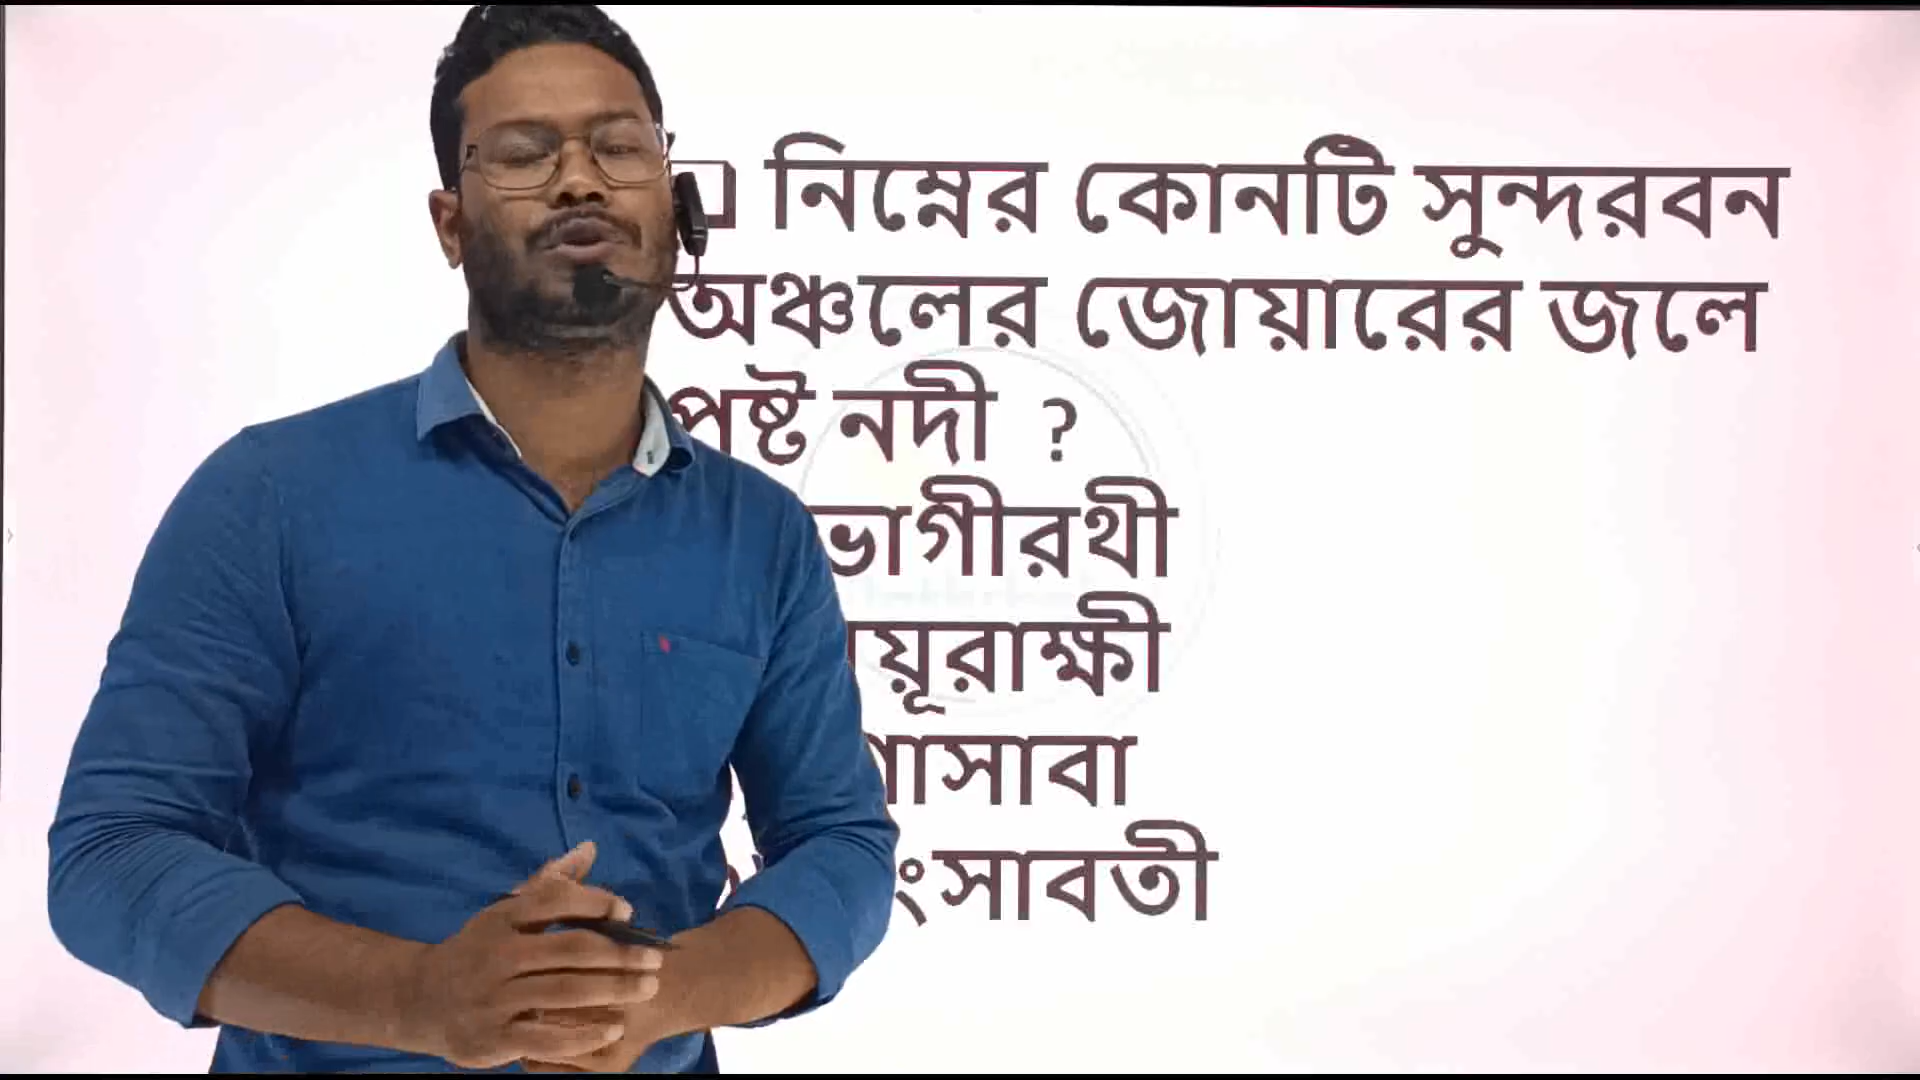 নিম্নের কোনটি সুন্দরবন
অঞ্চলের জোয়ারের জলে
পুষ্ট নদী ?
ভাগীরথী
য়ূরাক্ষী
াসাবা
ংসাবতী